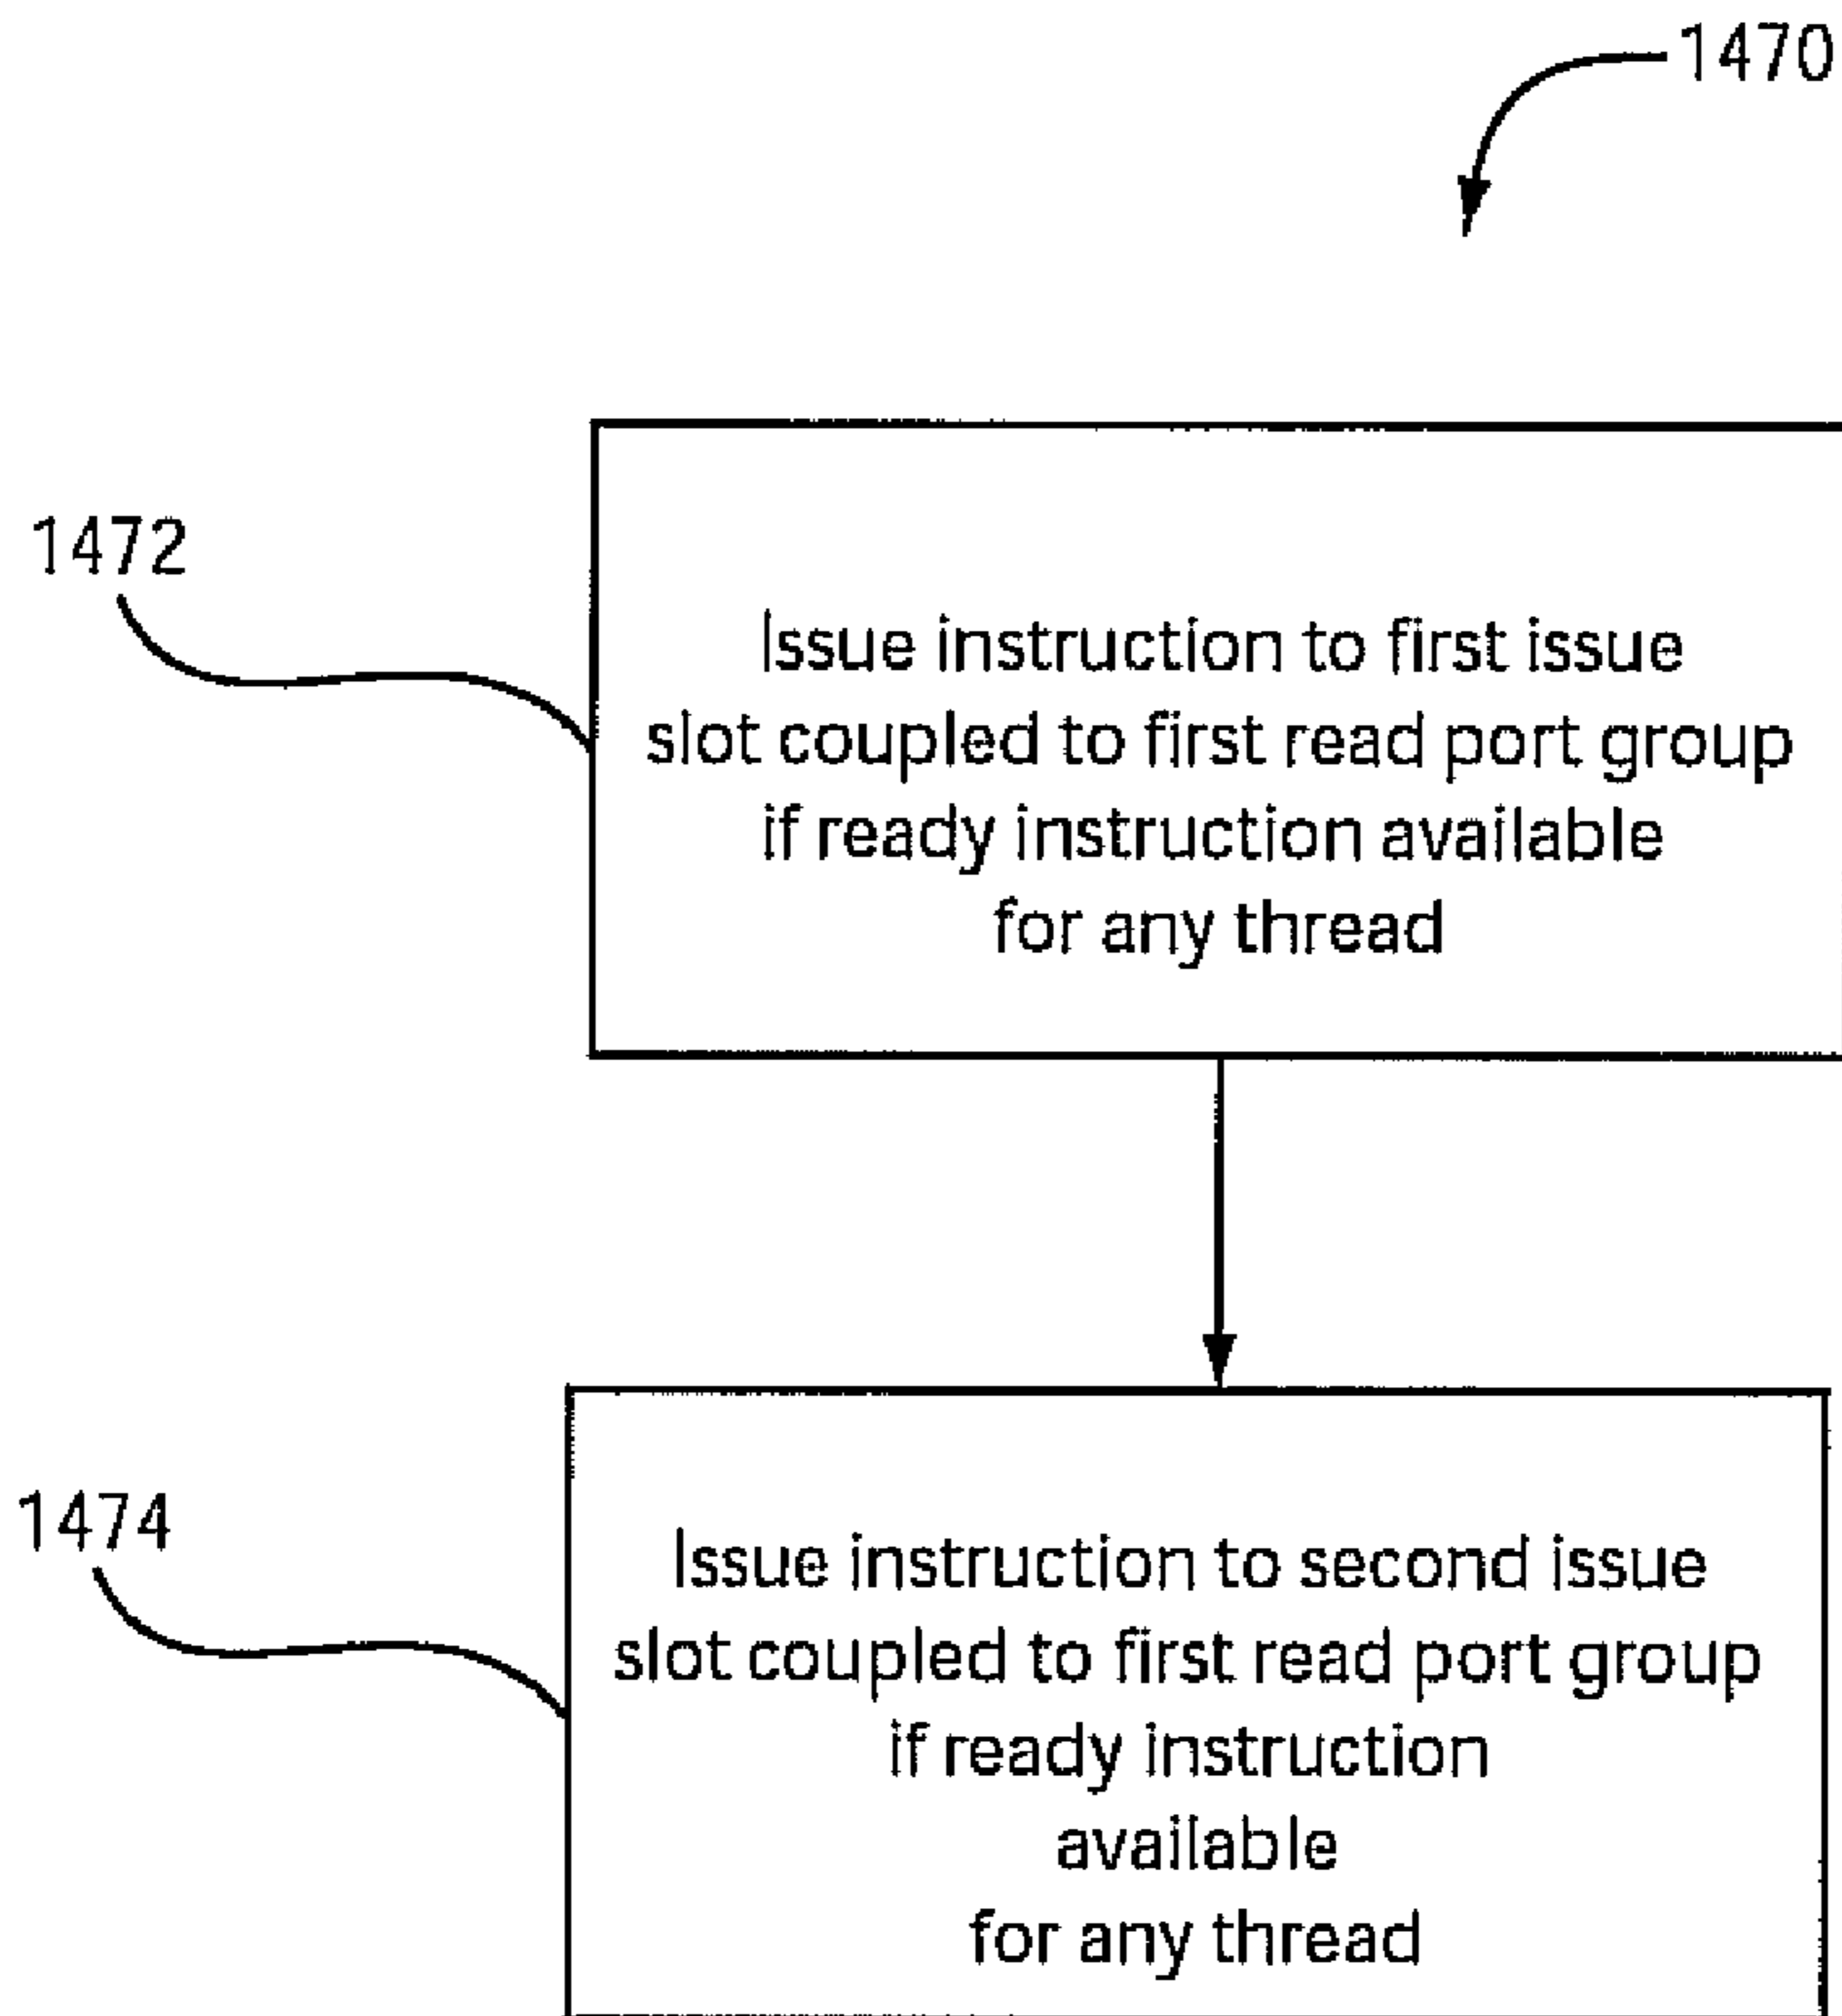 1470
1472
Issue instruction to first issue
slot coupled to first read port group
if ready instruction available
for any thread
1474
Issue instruction to second issue
slot coupled to first read port group
if ready instruction
available
for any thread